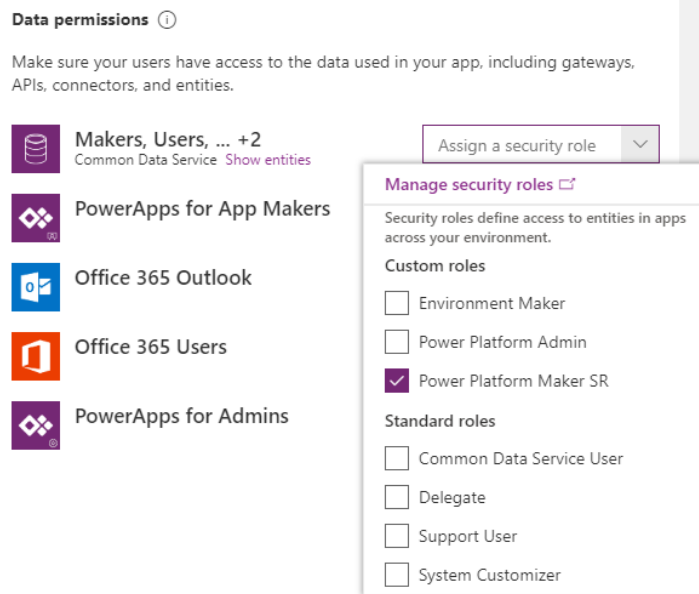 Data permissions
Make sure your users have access to the data used in your app, including gateways,
APIs, connectors, and entities.
Makers, Users, ... +2
Common Data Service Show entities
Assign a security role
Manage security roles
Security roles define access to entities in apps
across your environment.
Custom roles
Environment Maker
Power Platform Admin
Power Platform Maker SR
Standard roles
Common Data Service User
Delegate
Support User
System Customizer
PowerApps for App Makers
Office 365 Outlook
Office 365 Users
PowerApps for Admins